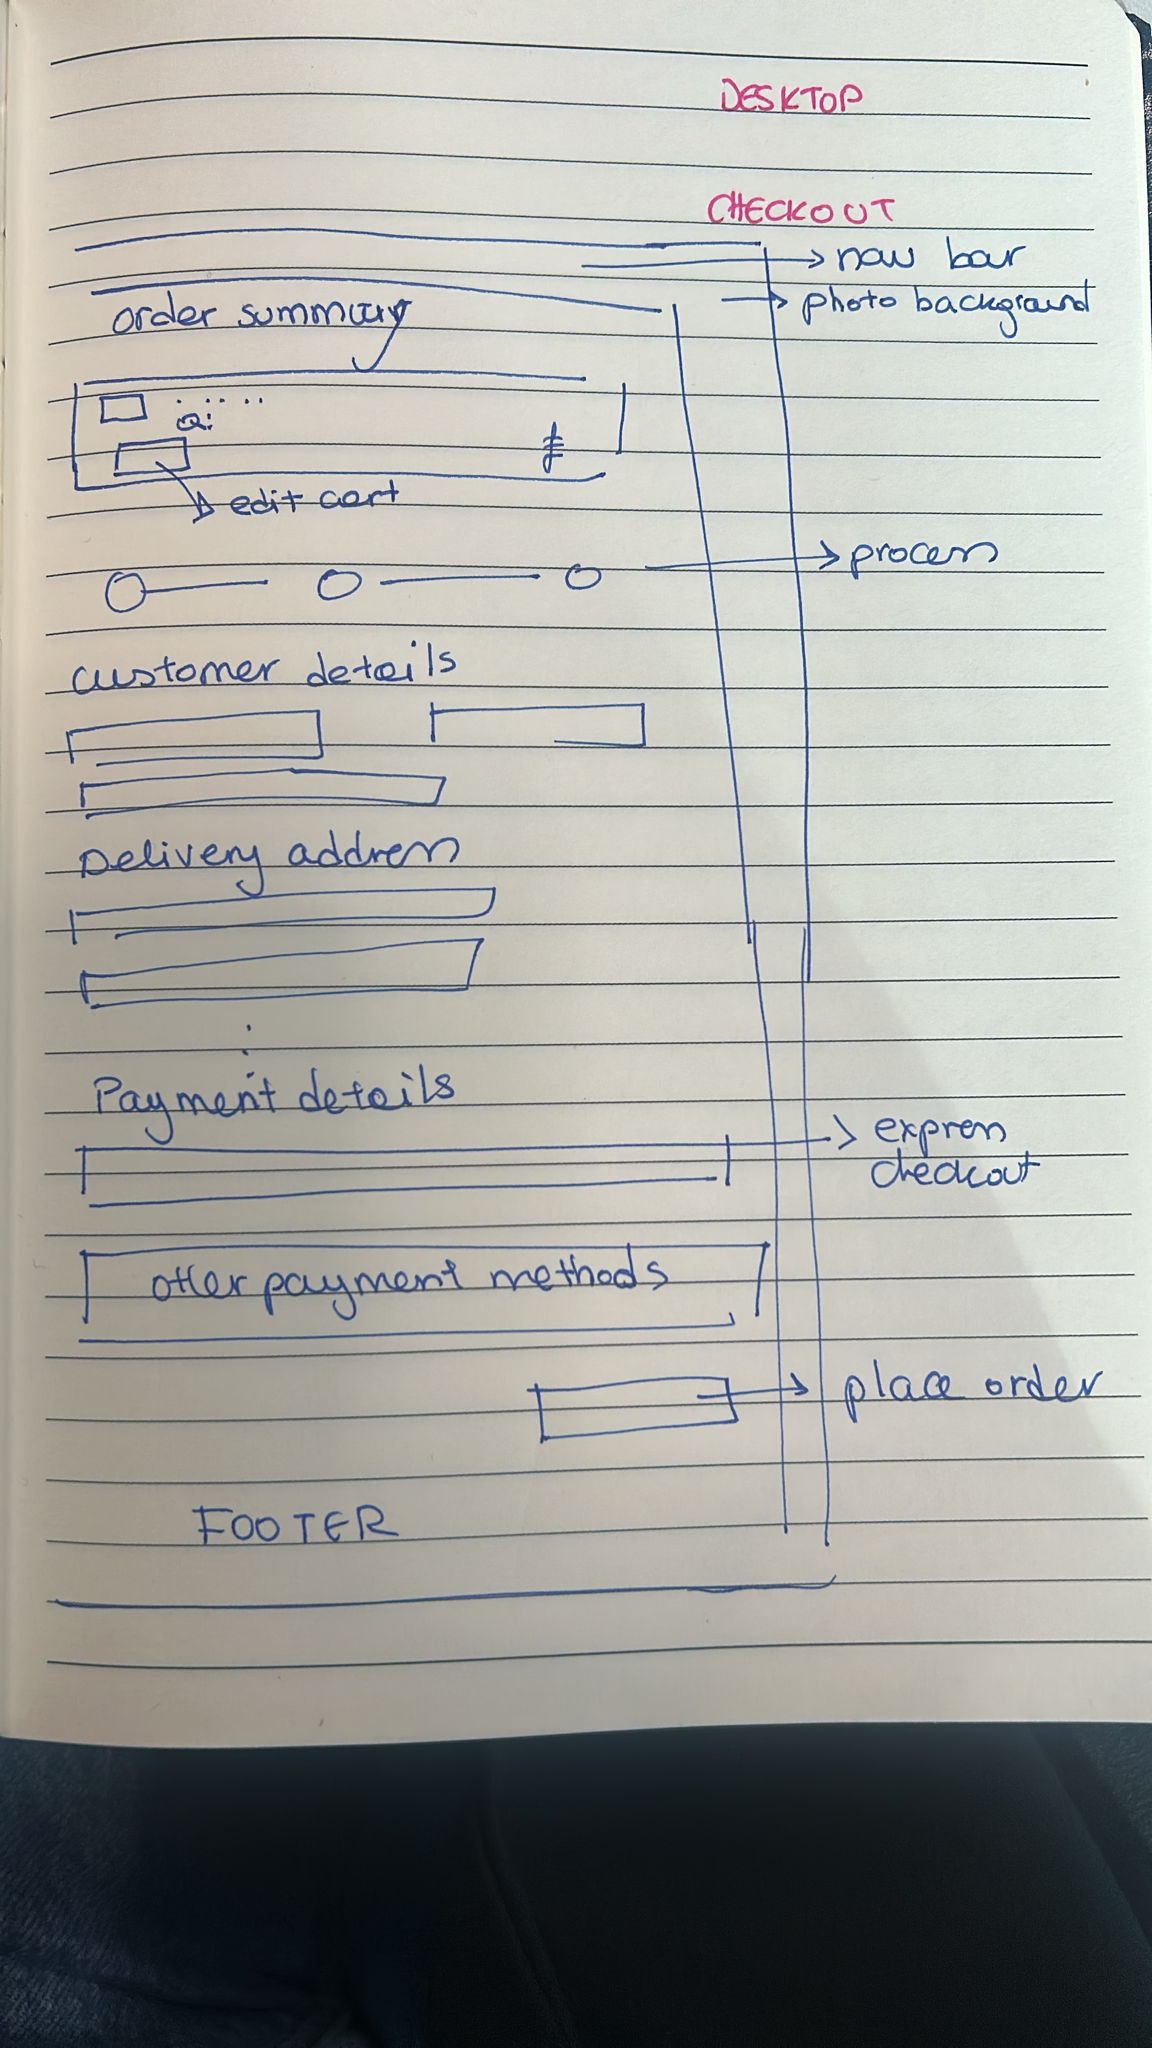 DESKTOP
CHECKOUT
nav bar
photo background
order summary
Q:
edit cart
process
customer details
Delivery address
Payment details
express
checkout
other payment methods
place order
FOOTER